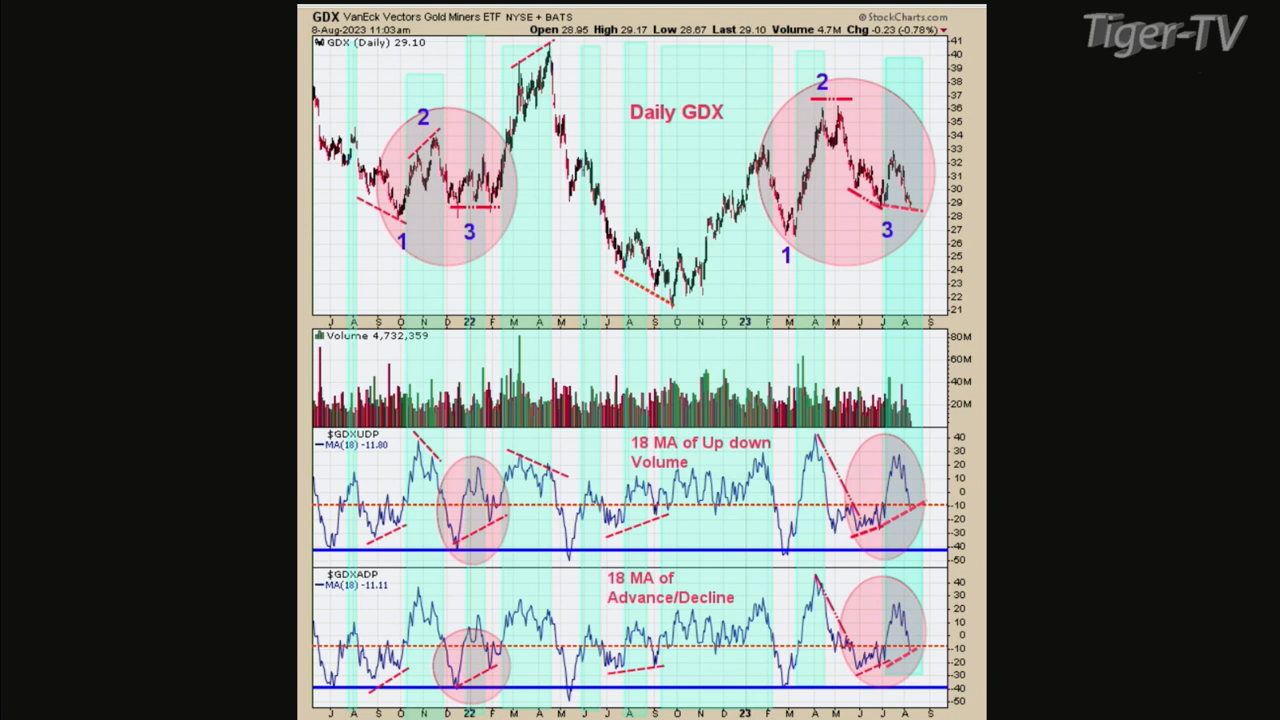 Tiger-TV
GDX VanEck Vectors Gold Miners ETF NYSE + BATS © StockCharts.com
8-Aug-2023 11:03am Open 28.95 High 29.17 Low 28.67 Last 29.10 Volume 4.7M Chg -0.23 (-0.78%)
GDX (Daily) 29.10
41
40
39
38
37
36
35
34
33
32
31
30
29
28
27
26
25
24
23
22
21
2
2
Daily GDX
1
3
1
3
J A S O N D 22 F M A M J J A S O N D 23 F M A M J J A S
Volume 4,732,359
80M
60M
40M
20M
$GDXUDP
MA(18) -11.80
18 MA of Up down
Volume
40
30
20
10
0
-10
-20
-30
-40
-50
$GDXADP
MA(18) -11.11
18 MA of
Advance/Decline
40
30
20
10
0
-10
-20
-30
-40
-50
J A S O N D 22 F M A M J J A S O N D 23 F M A M J J A S